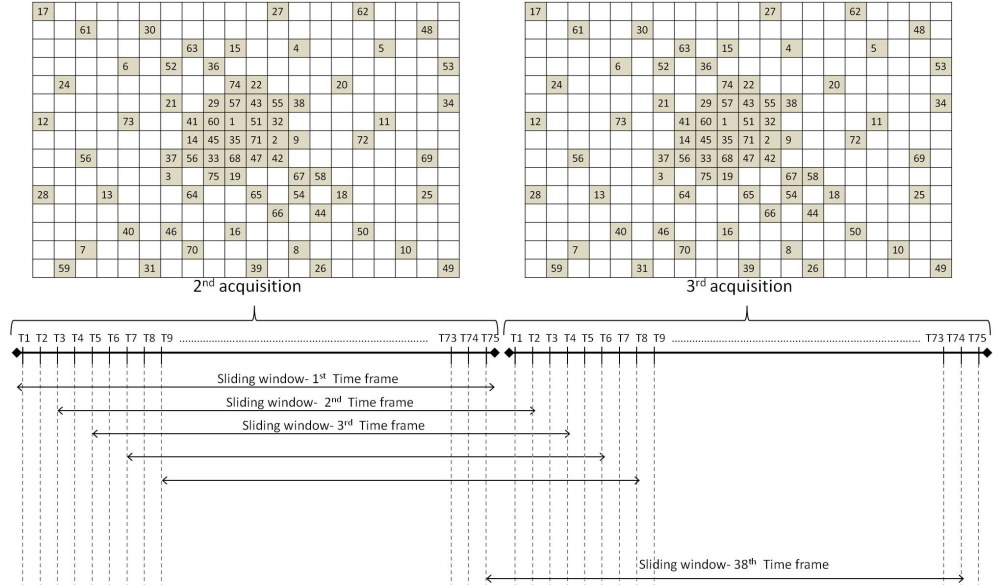 17 27 62
61 30 48
63 15 4 5
6 52 36 53
24 74 22 20
21 29 57 43 55 38 34
12 73 41 60 1 51 32 11
14 45 35 71 2 9 72
56 37 56 33 68 47 42 69
3 75 19 67 58
28 13 64 65 54 18 25
66 44
40 46 16 50
7 70 8 10
59 31 39 26 49
2nd acquisition
17 27 62
61 30 48
63 15 4 5
6 52 36 53
24 74 22 20
21 29 57 43 55 38 34
12 73 41 60 1 51 32 11
14 45 35 71 2 9 72
56 37 56 33 68 47 42 69
3 75 19 67 58
28 13 64 65 54 18 25
66 44
40 46 16 50
7 70 8 10
59 31 39 26 49
3rd acquisition
T1 T2 T3 T4 T5 T6 T7 T8 T9 ........ T73 T74 T75
T1 T2 T3 T4 T5 T6 T7 T8 T9 ........ T73 T74 T75
Sliding window- 1st Time frame
Sliding window- 2nd Time frame
Sliding window- 3rd Time frame
Sliding window- 38th Time frame